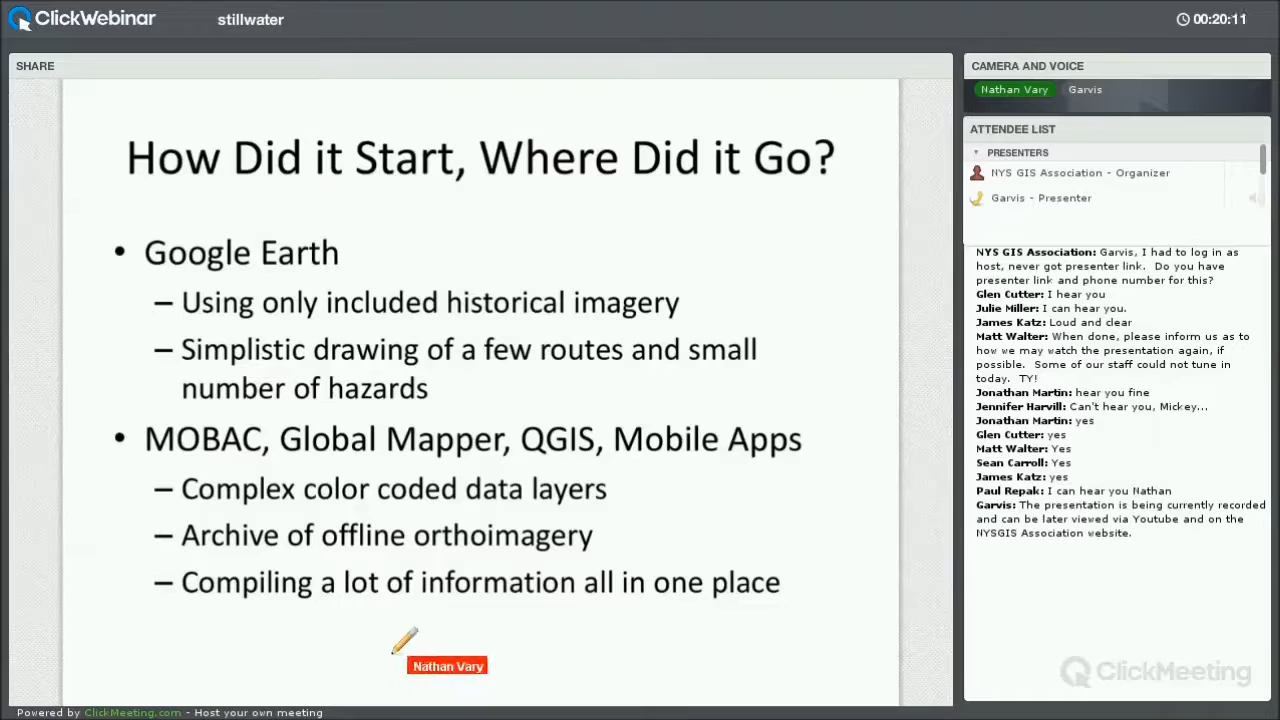 ClickWebinar
stillwater
00:20:11
SHARE
How Did it Start, Where Did it Go?
• Google Earth
– Using only included historical imagery
– Simplistic drawing of a few routes and small
number of hazards
• MOBAC, Global Mapper, QGIS, Mobile Apps
– Complex color coded data layers
– Archive of offline orthoimagery
– Compiling a lot of information all in one place
Nathan Vary
CAMERA AND VOICE
Nathan Vary Garvis
ATTENDEE LIST
PRESENTERS
NYS GIS Association - Organizer
Garvis - Presenter
NYS GIS Association: Garvis, I had to log in as
host, never got presenter link. Do you have
presenter link and phone number for this?
Glen Cutter: I hear you
Julie Miller: I can hear you.
James Katz: Loud and clear
Matt Walter: When done, please inform us as to
how we may watch the presentation again, if
possible. Some of our staff could not tune in
today. TY!
Jonathan Martin: hear you fine
Jennifer Harvill: Can't hear you, Mickey...
Jonathan Martin: yes
Glen Cutter: yes
Matt Walter: Yes
Sean Carroll: Yes
James Katz: yes
Paul Repak: I can hear you Nathan
Garvis: The presentation is being currently recorded
and can be later viewed via Youtube and on the
NYSGIS Association website.
ClickMeeting
Powered by ClickMeeting.com - Host your own meeting